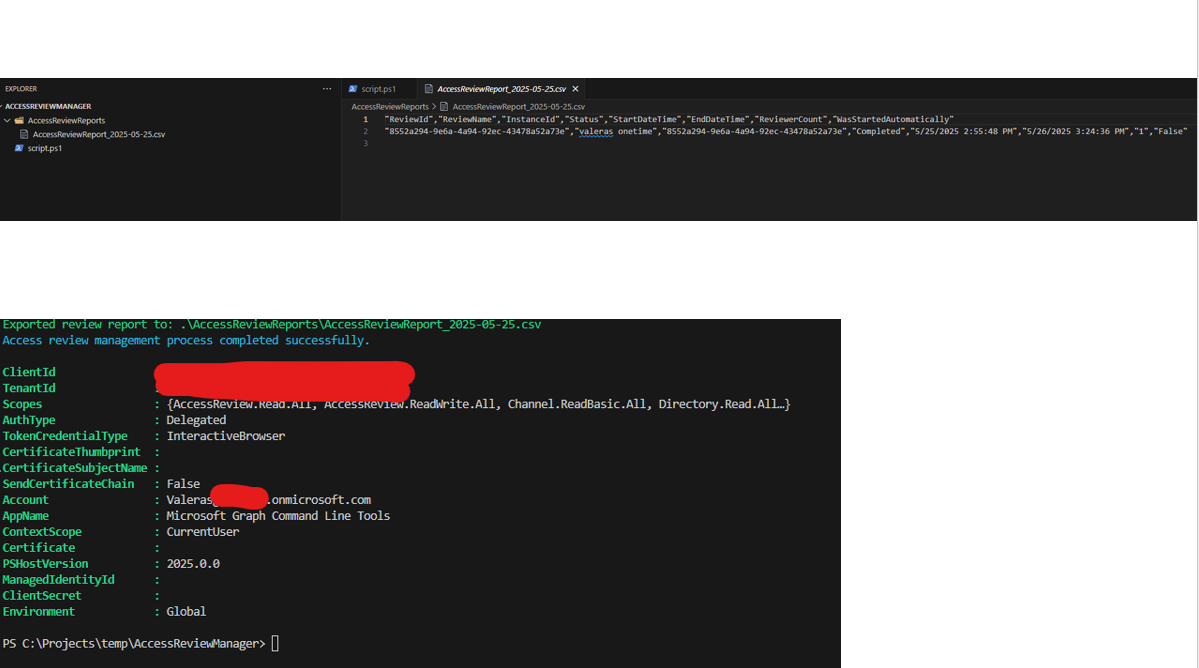 EXPLORER
...
script.ps1
AccessReviewReport_2025-05-25.csv
ACCESSREVIEWMANAGER
AccessReviewReports > AccessReviewReport_2025-05-25.csv
AccessReviewReports
AccessReviewReport_2025-05-25.csv
script.ps1
1 "ReviewId","ReviewName","InstanceId","Status","StartDateTime","EndDateTime","ReviewerCount","WasStartedAutomatically"
2 "8552a294-9e6a-4a94-92ec-43478a52a73e","valeras onetime","8552a294-9e6a-4a94-92ec-43478a52a73e","Completed","5/25/2025 2:55:48 PM","5/26/2025 3:24:36 PM","1","False"
3
Exported review report to: .\AccessReviewReports\AccessReviewReport_2025-05-25.csv
Access review management process completed successfully.
ClientId
TenantId :
Scopes : {AccessReview.Read.All, AccessReview.ReadWrite.All, Channel.ReadBasic.All, Directory.Read.All…}
AuthType : Delegated
TokenCredentialType : InteractiveBrowser
CertificateThumbprint :
CertificateSubjectName :
SendCertificateChain : False
Account : Valeras .onmicrosoft.com
AppName : Microsoft Graph Command Line Tools
ContextScope : CurrentUser
Certificate :
PSHostVersion : 2025.0.0
ManagedIdentityId :
ClientSecret :
Environment : Global
PS C:\Projects\temp\AccessReviewManager>